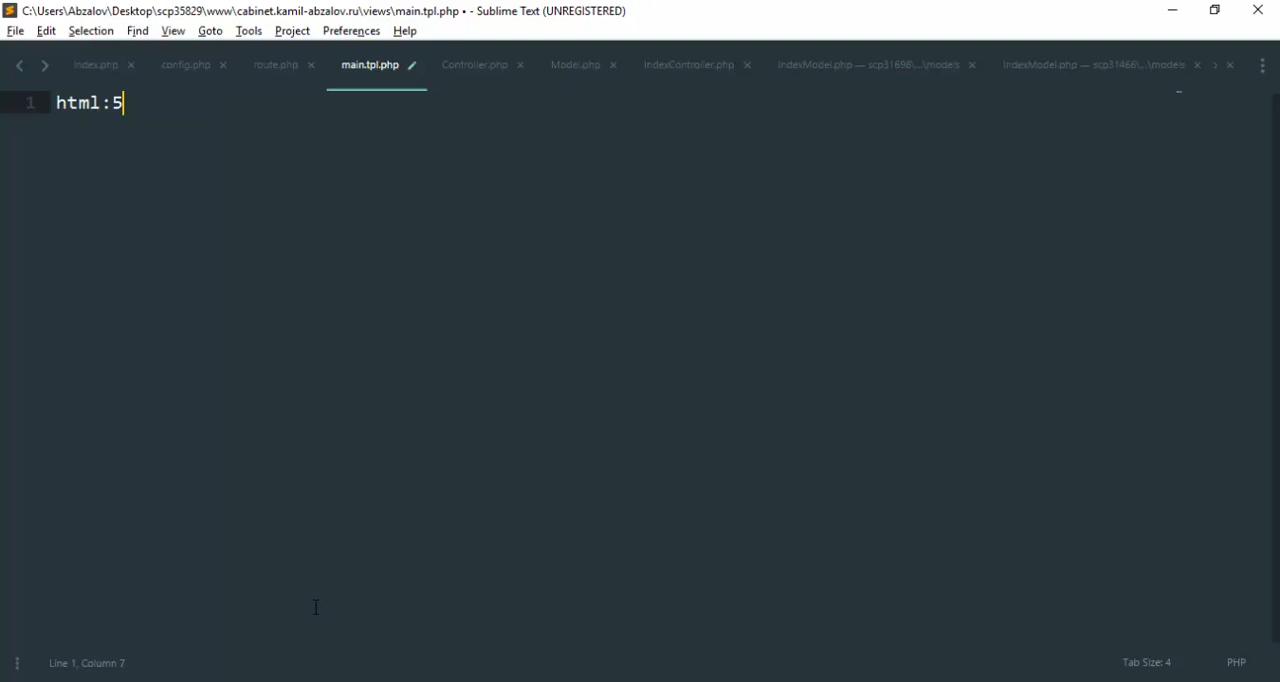 C:\Users\Abzalov\Desktop\scp35829\www\cabinet.kamil-abzalov.ru\views\main.tpl.php • - Sublime Text (UNREGISTERED)
File Edit Selection Find View Goto Tools Project Preferences Help
index.php config.php route.php main.tpl.php Controller.php Model.php IndexController.php IndexModel.php — scp31698\...\models IndexModel.php — scp31466\...\models
1 html:5
Line 1, Column 7 Tab Size: 4 PHP